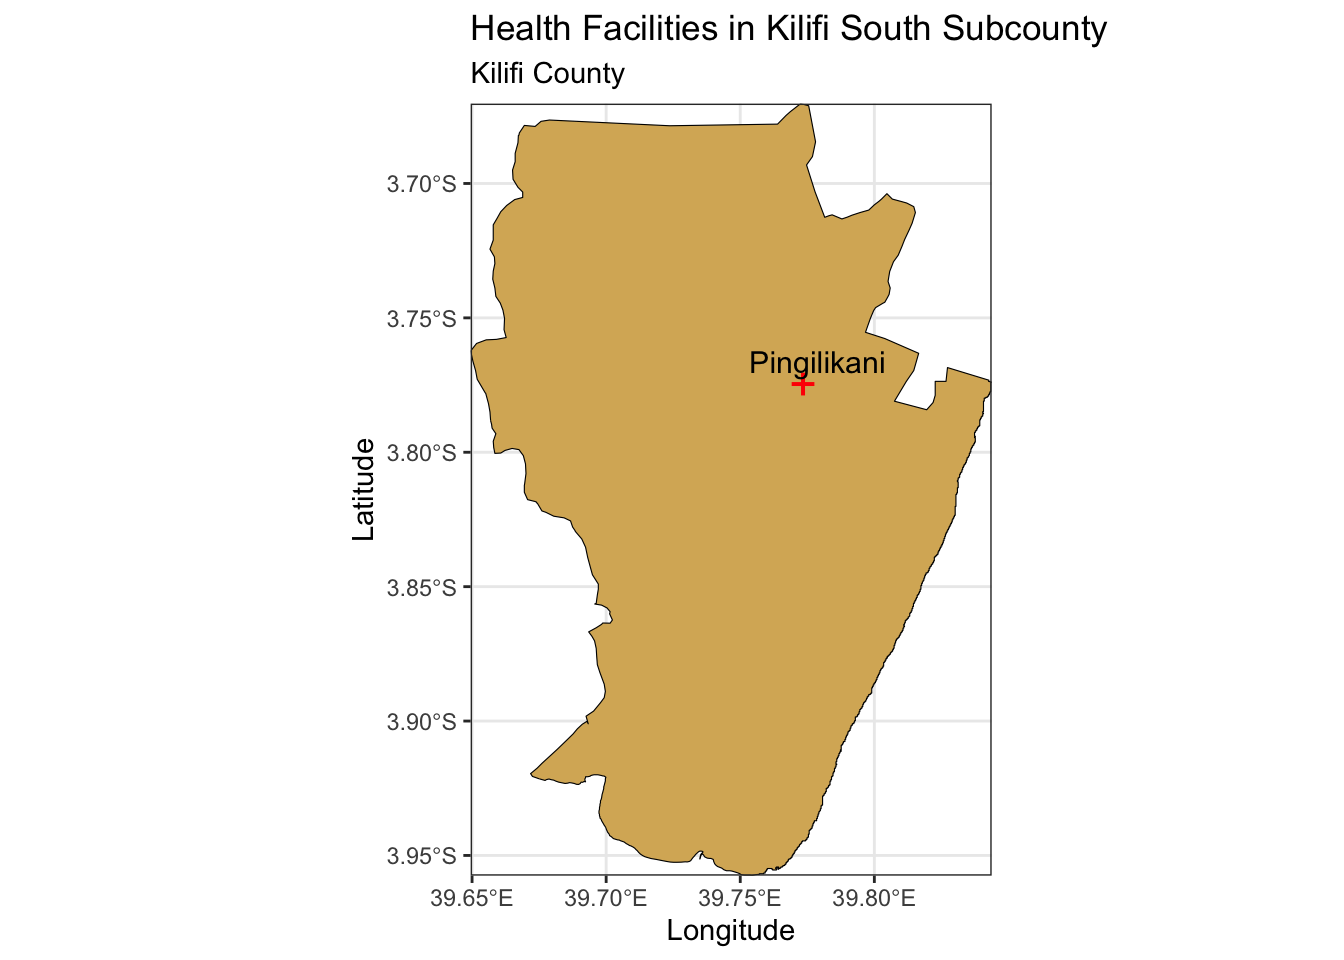 Health Facilities in Kilifi South Subcounty
Kilifi County
3.70°S
3.75°S
Pingilikani
3.80°S
Latitude
3.85°S
3.90°S
3.95°S
39.65°E 39.70°E 39.75°E 39.80°E
Longitude